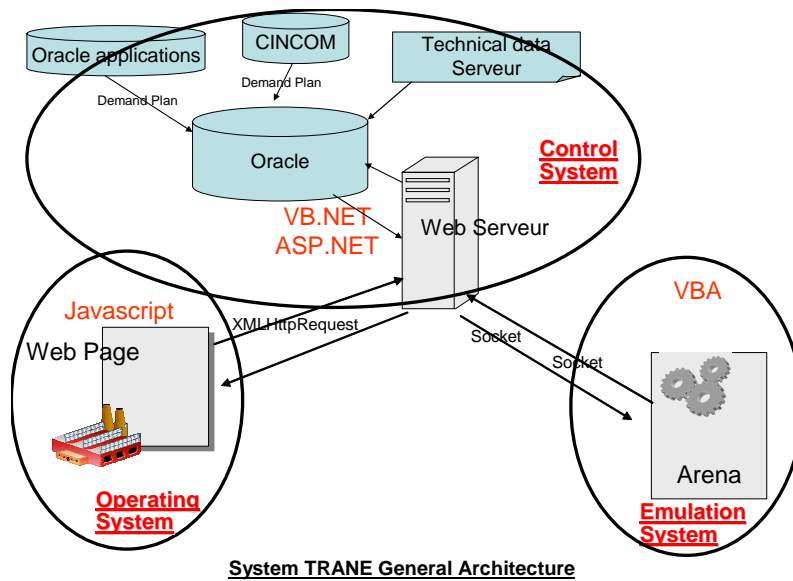 Oracle applications
CINCOM
Technical data
Serveur
Demand Plan
Demand Plan
Oracle
Control
System
VB.NET
ASP.NET
Web Serveur
Javascript
XMLHttpRequest
Web Page
Operating
System
Socket
Socket
VBA
Arena
Emulation
System
System TRANE General Architecture